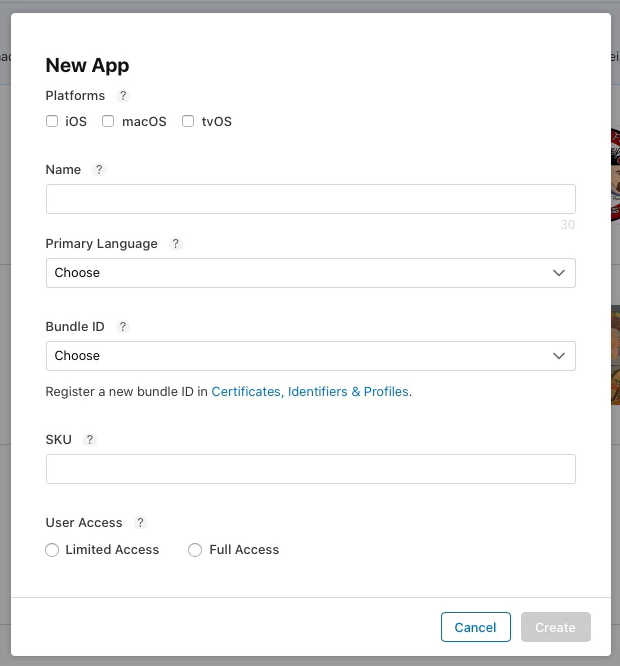 New App
Platforms ?
iOS macOS tvOS
Name ?
30
Primary Language ?
Choose
Bundle ID ?
Choose
Register a new bundle ID in Certificates, Identifiers & Profiles.
SKU ?
User Access ?
Limited Access Full Access
Cancel Create